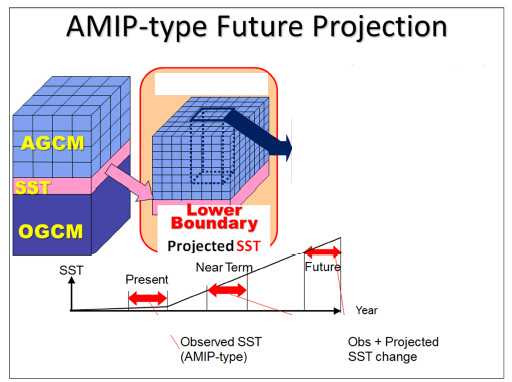 AMIP-type Future Projection
AGCM
SST
OGCM
Lower
Boundary
Projected SST
SST
Present
Near Term
Future
Year
Observed SST
(AMIP-type)
Obs + Projected
SST change